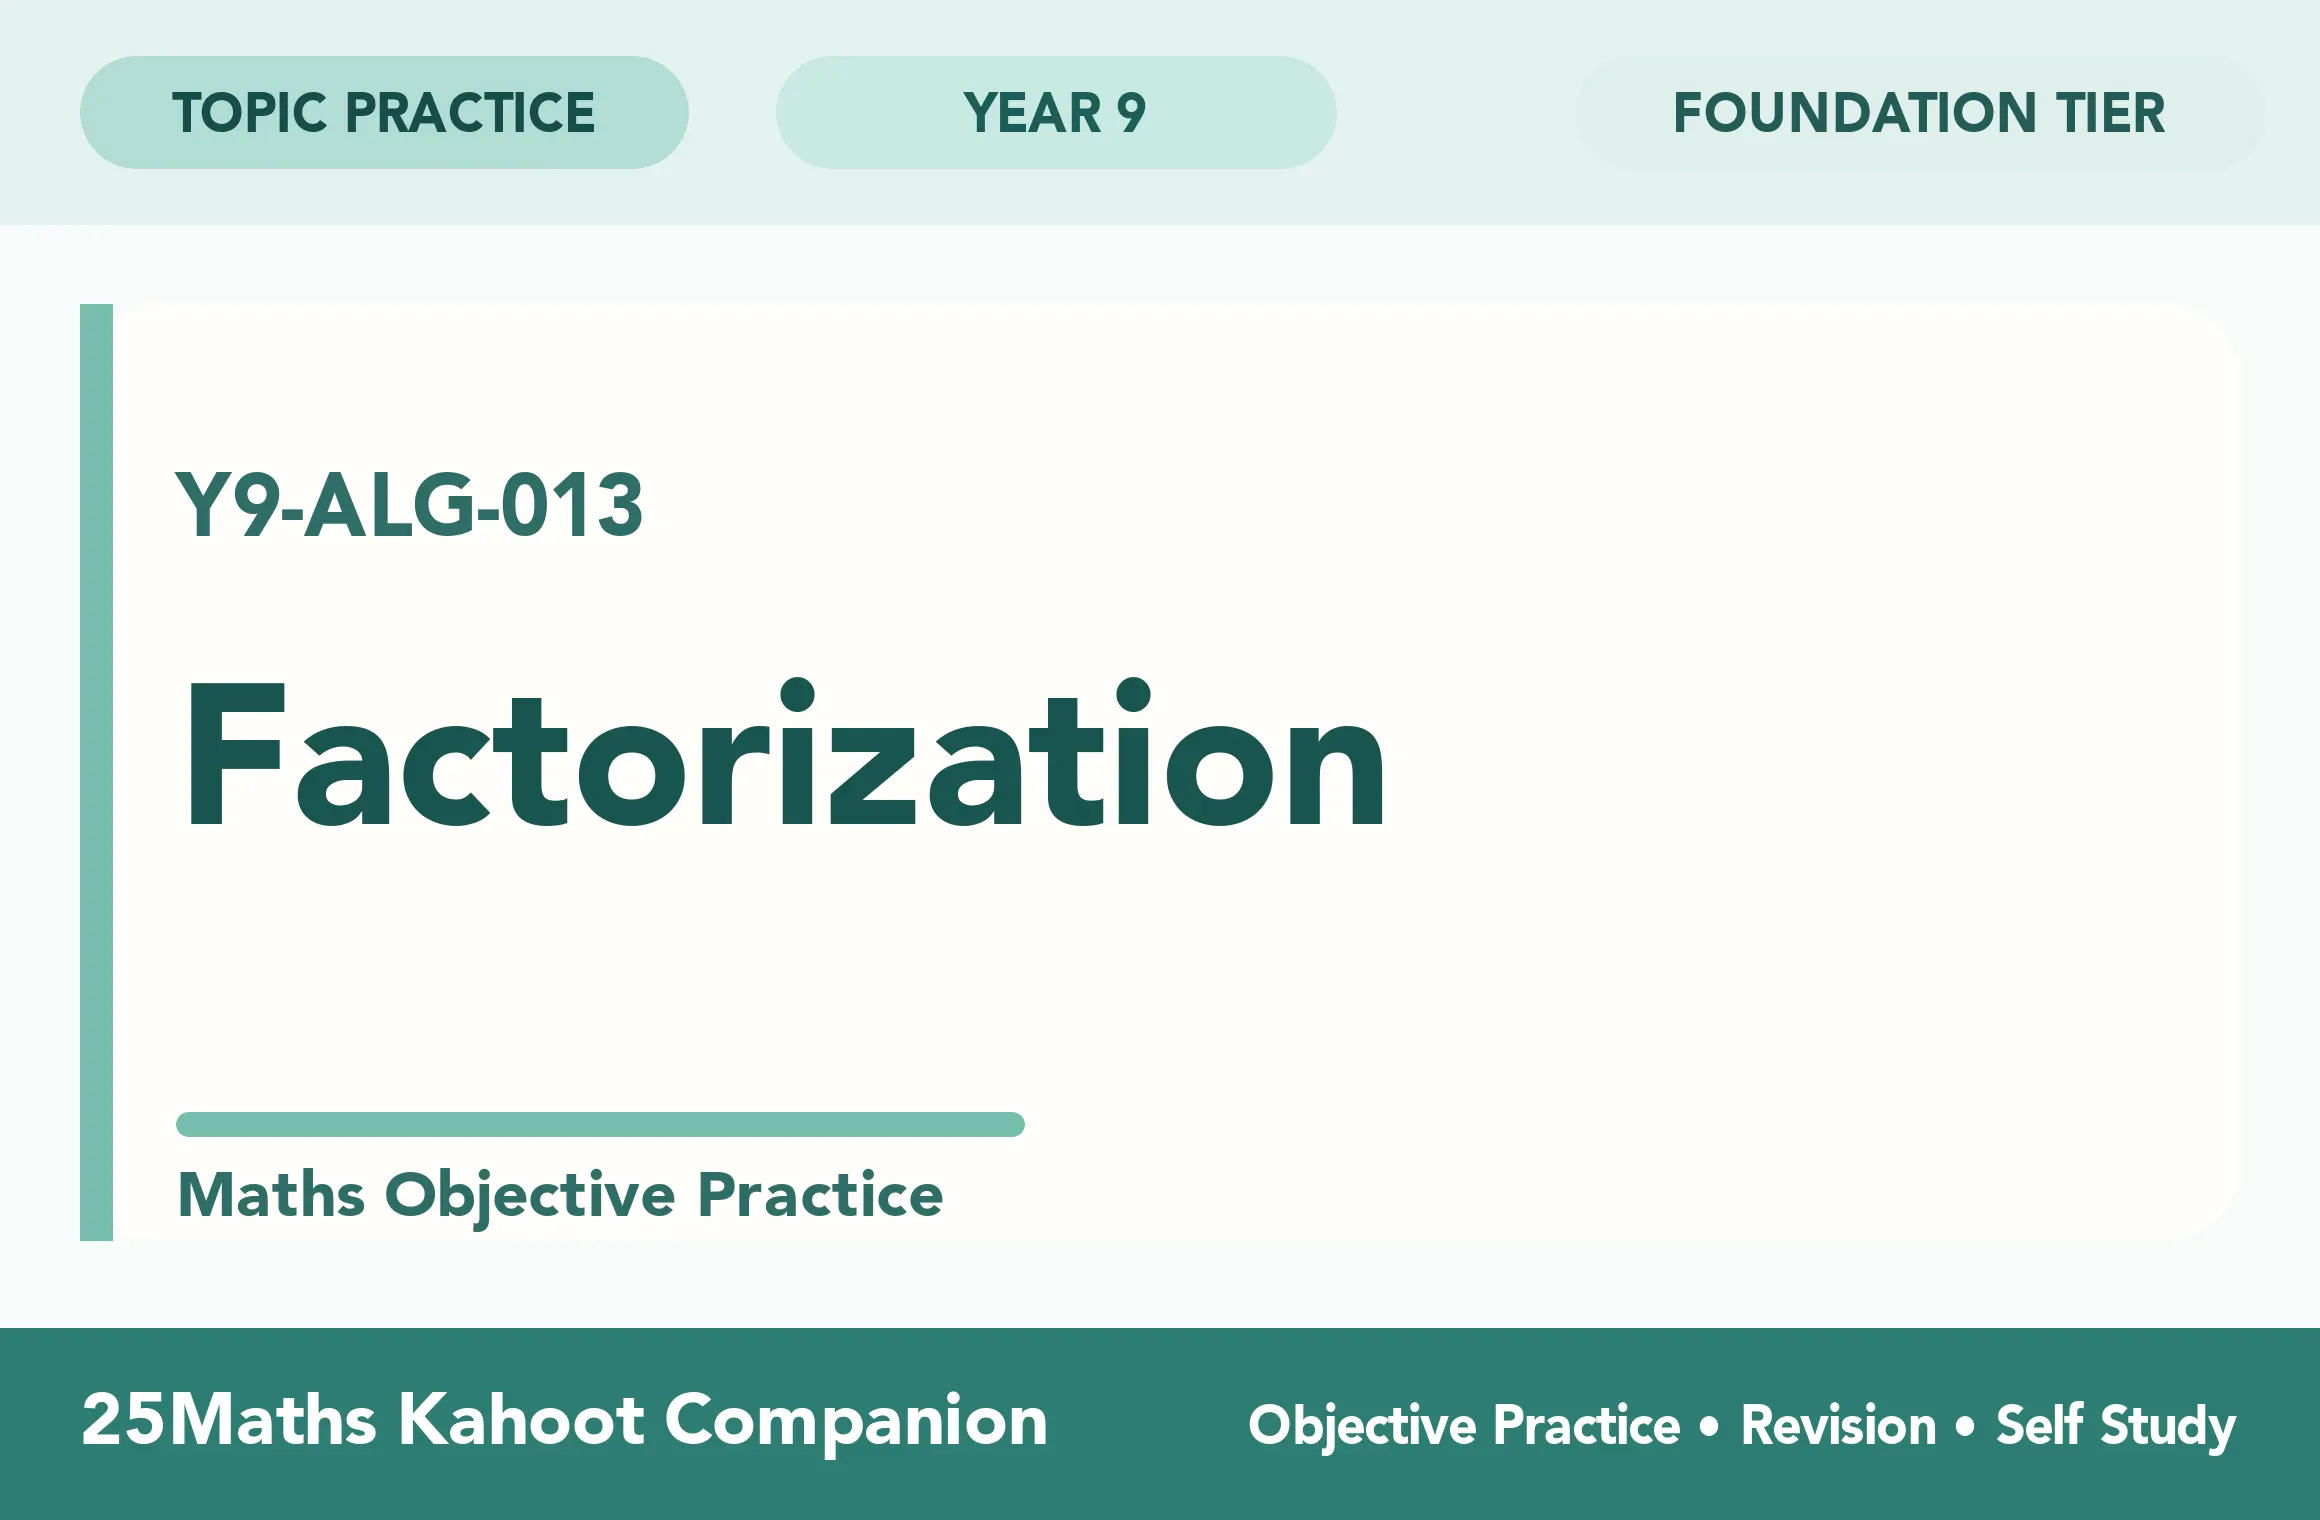 TOPIC PRACTICE
YEAR 9
FOUNDATION TIER
Y9-ALG-013
Factorization
Maths Objective Practice
25Maths Kahoot Companion
Objective Practice • Revision • Self Study